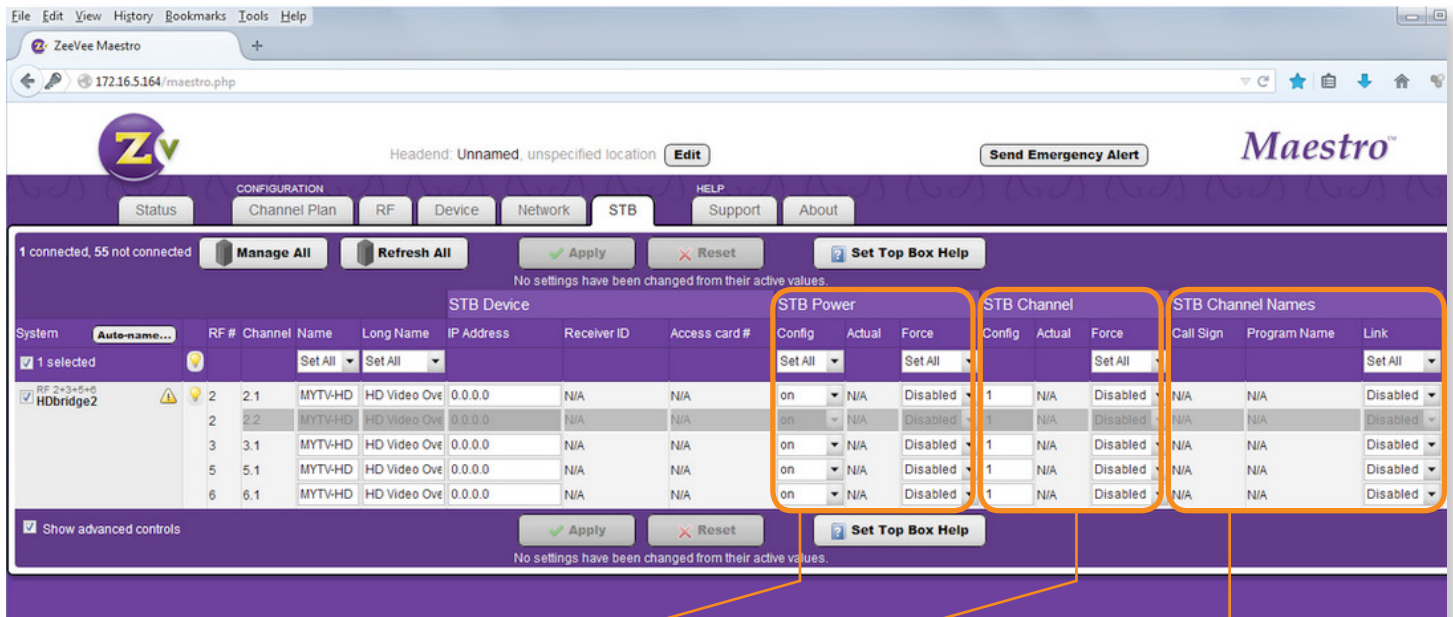 File Edit View History Bookmarks Tools Help
ZeeVee Maestro +
172.16.5.164/maestro.php
Zv Headend: Unnamed, unspecified location Edit Send Emergency Alert Maestro™
CONFIGURATION HELP
Status Channel Plan RF Device Network STB Support About
1 connected, 55 not connected Manage All Refresh All Apply Reset Set Top Box Help
No settings have been changed from their active values.
STB Device STB Power STB Channel STB Channel Names
System Auto-name... RF # Channel Name Long Name IP Address Receiver ID Access card # Config Actual Force Config Actual Force Call Sign Program Name Link
1 selected Set All Set All Set All Set All Set All Set All
RF 2+3+5+6
HDbridge2 2 2.1 MYTV-HD HD Video Ove 0.0.0.0 N/A N/A on N/A Disabled 1 N/A Disabled N/A N/A Disabled
2 2.2 MYTV-HD HD Video Ove 0.0.0.0 N/A N/A on N/A Disabled 1 N/A Disabled N/A N/A Disabled
3 3.1 MYTV-HD HD Video Ove 0.0.0.0 N/A N/A on N/A Disabled 1 N/A Disabled N/A N/A Disabled
5 5.1 MYTV-HD HD Video Ove 0.0.0.0 N/A N/A on N/A Disabled 1 N/A Disabled N/A N/A Disabled
6 6.1 MYTV-HD HD Video Ove 0.0.0.0 N/A N/A on N/A Disabled 1 N/A Disabled N/A N/A Disabled
Show advanced controls Apply Reset Set Top Box Help
No settings have been changed from their active values.